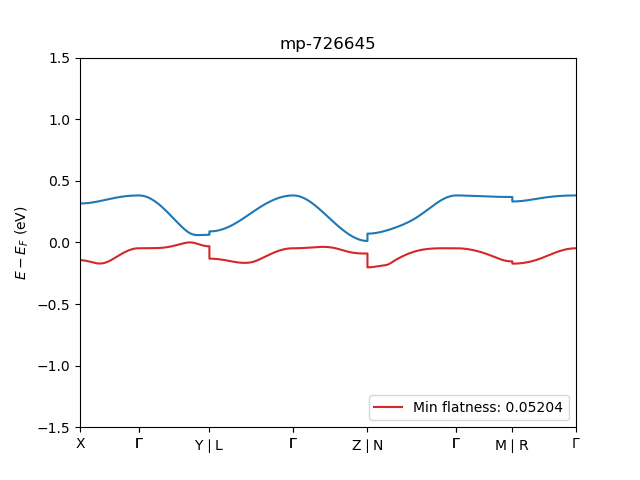 mp-726645
E − E_F (eV)
1.5
1.0
0.5
0.0
−0.5
−1.0
−1.5
X Γ Y | L Γ Z | N Γ M | R Γ
Min flatness: 0.05204